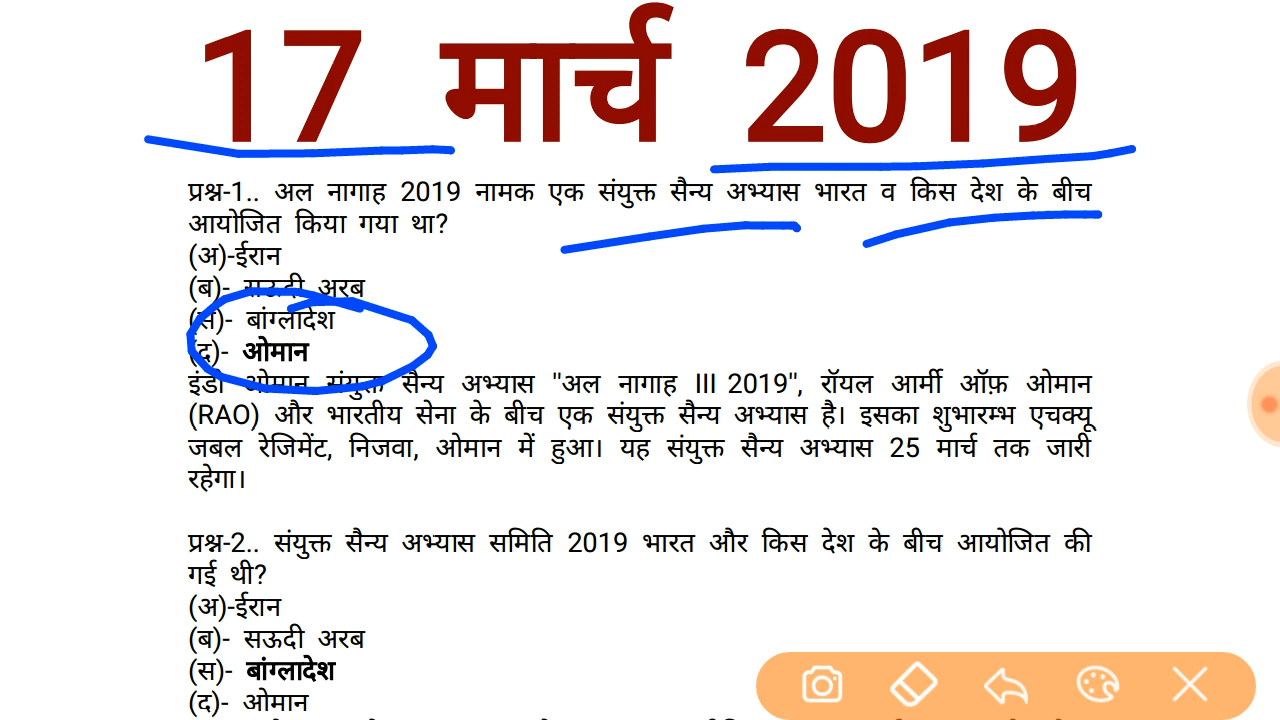 17 मार्च 2019
प्रश्न-1.. अल नागाह 2019 नामक एक संयुक्त सैन्य अभ्यास भारत व किस देश के बीच
आयोजित किया गया था?
(अ)-ईरान
(ब)- सऊदी अरब
(स)- बांग्लादेश
(द)- ओमान
इंडो ओमान संयुक्त सैन्य अभ्यास "अल नागाह III 2019", रॉयल आर्मी ऑफ़ ओमान
(RAO) और भारतीय सेना के बीच एक संयुक्त सैन्य अभ्यास है। इसका शुभारम्भ एचक्यू
जबल रेजिमेंट, निजवा, ओमान में हुआ। यह संयुक्त सैन्य अभ्यास 25 मार्च तक जारी
रहेगा।
प्रश्न-2.. संयुक्त सैन्य अभ्यास समिति 2019 भारत और किस देश के बीच आयोजित की
गई थी?
(अ)-ईरान
(ब)- सऊदी अरब
(स)- बांग्लादेश
(द)- ओमान